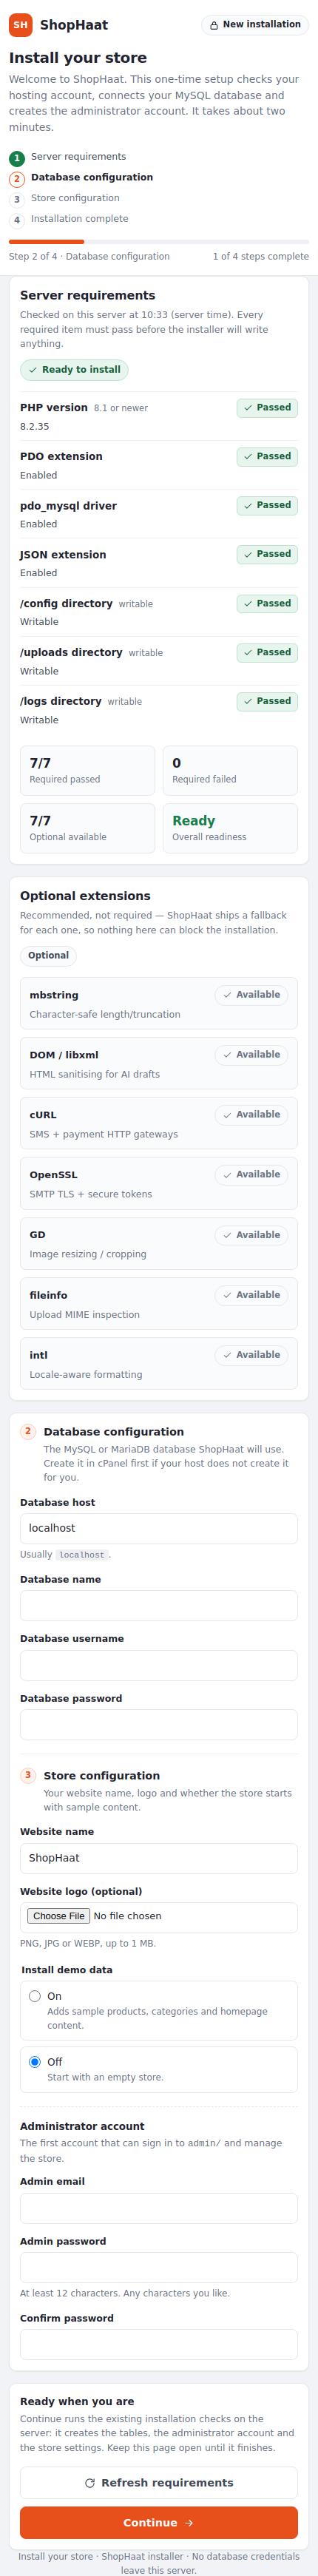 SH ShopHaat New installation
Install your store
Welcome to ShopHaat. This one-time setup checks your
hosting account, connects your MySQL database and
creates the administrator account. It takes about two
minutes.
1 Server requirements
2 Database configuration
3 Store configuration
4 Installation complete
Step 2 of 4 · Database configuration 1 of 4 steps complete
Server requirements
Checked on this server at 10:33 (server time). Every
required item must pass before the installer will write
anything.
Ready to install
PHP version 8.1 or newer Passed
8.2.35
PDO extension Passed
Enabled
pdo_mysql driver Passed
Enabled
JSON extension Passed
Enabled
/config directory writable Passed
Writable
/uploads directory writable Passed
Writable
/logs directory writable Passed
Writable
7/7 0
Required passed Required failed
7/7 Ready
Optional available Overall readiness
Optional extensions
Recommended, not required — ShopHaat ships a fallback
for each one, so nothing here can block the installation.
Optional
mbstring Available
Character-safe length/truncation
DOM / libxml Available
HTML sanitising for AI drafts
cURL Available
SMS + payment HTTP gateways
OpenSSL Available
SMTP TLS + secure tokens
GD Available
Image resizing / cropping
fileinfo Available
Upload MIME inspection
intl Available
Locale-aware formatting
2 Database configuration
The MySQL or MariaDB database ShopHaat will use.
Create it in cPanel first if your host does not create it
for you.
Database host
localhost
Usually localhost.
Database name
Database username
Database password
3 Store configuration
Your website name, logo and whether the store starts
with sample content.
Website name
ShopHaat
Website logo (optional)
Choose File No file chosen
PNG, JPG or WEBP, up to 1 MB.
Install demo data
On
Adds sample products, categories and homepage
content.
Off
Start with an empty store.
Administrator account
The first account that can sign in to admin/ and manage
the store.
Admin email
Admin password
At least 12 characters. Any characters you like.
Confirm password
Ready when you are
Continue runs the existing installation checks on the
server: it creates the tables, the administrator account and
the store settings. Keep this page open until it finishes.
Refresh requirements
Continue →
Install your store · ShopHaat installer · No database credentials
leave this server.